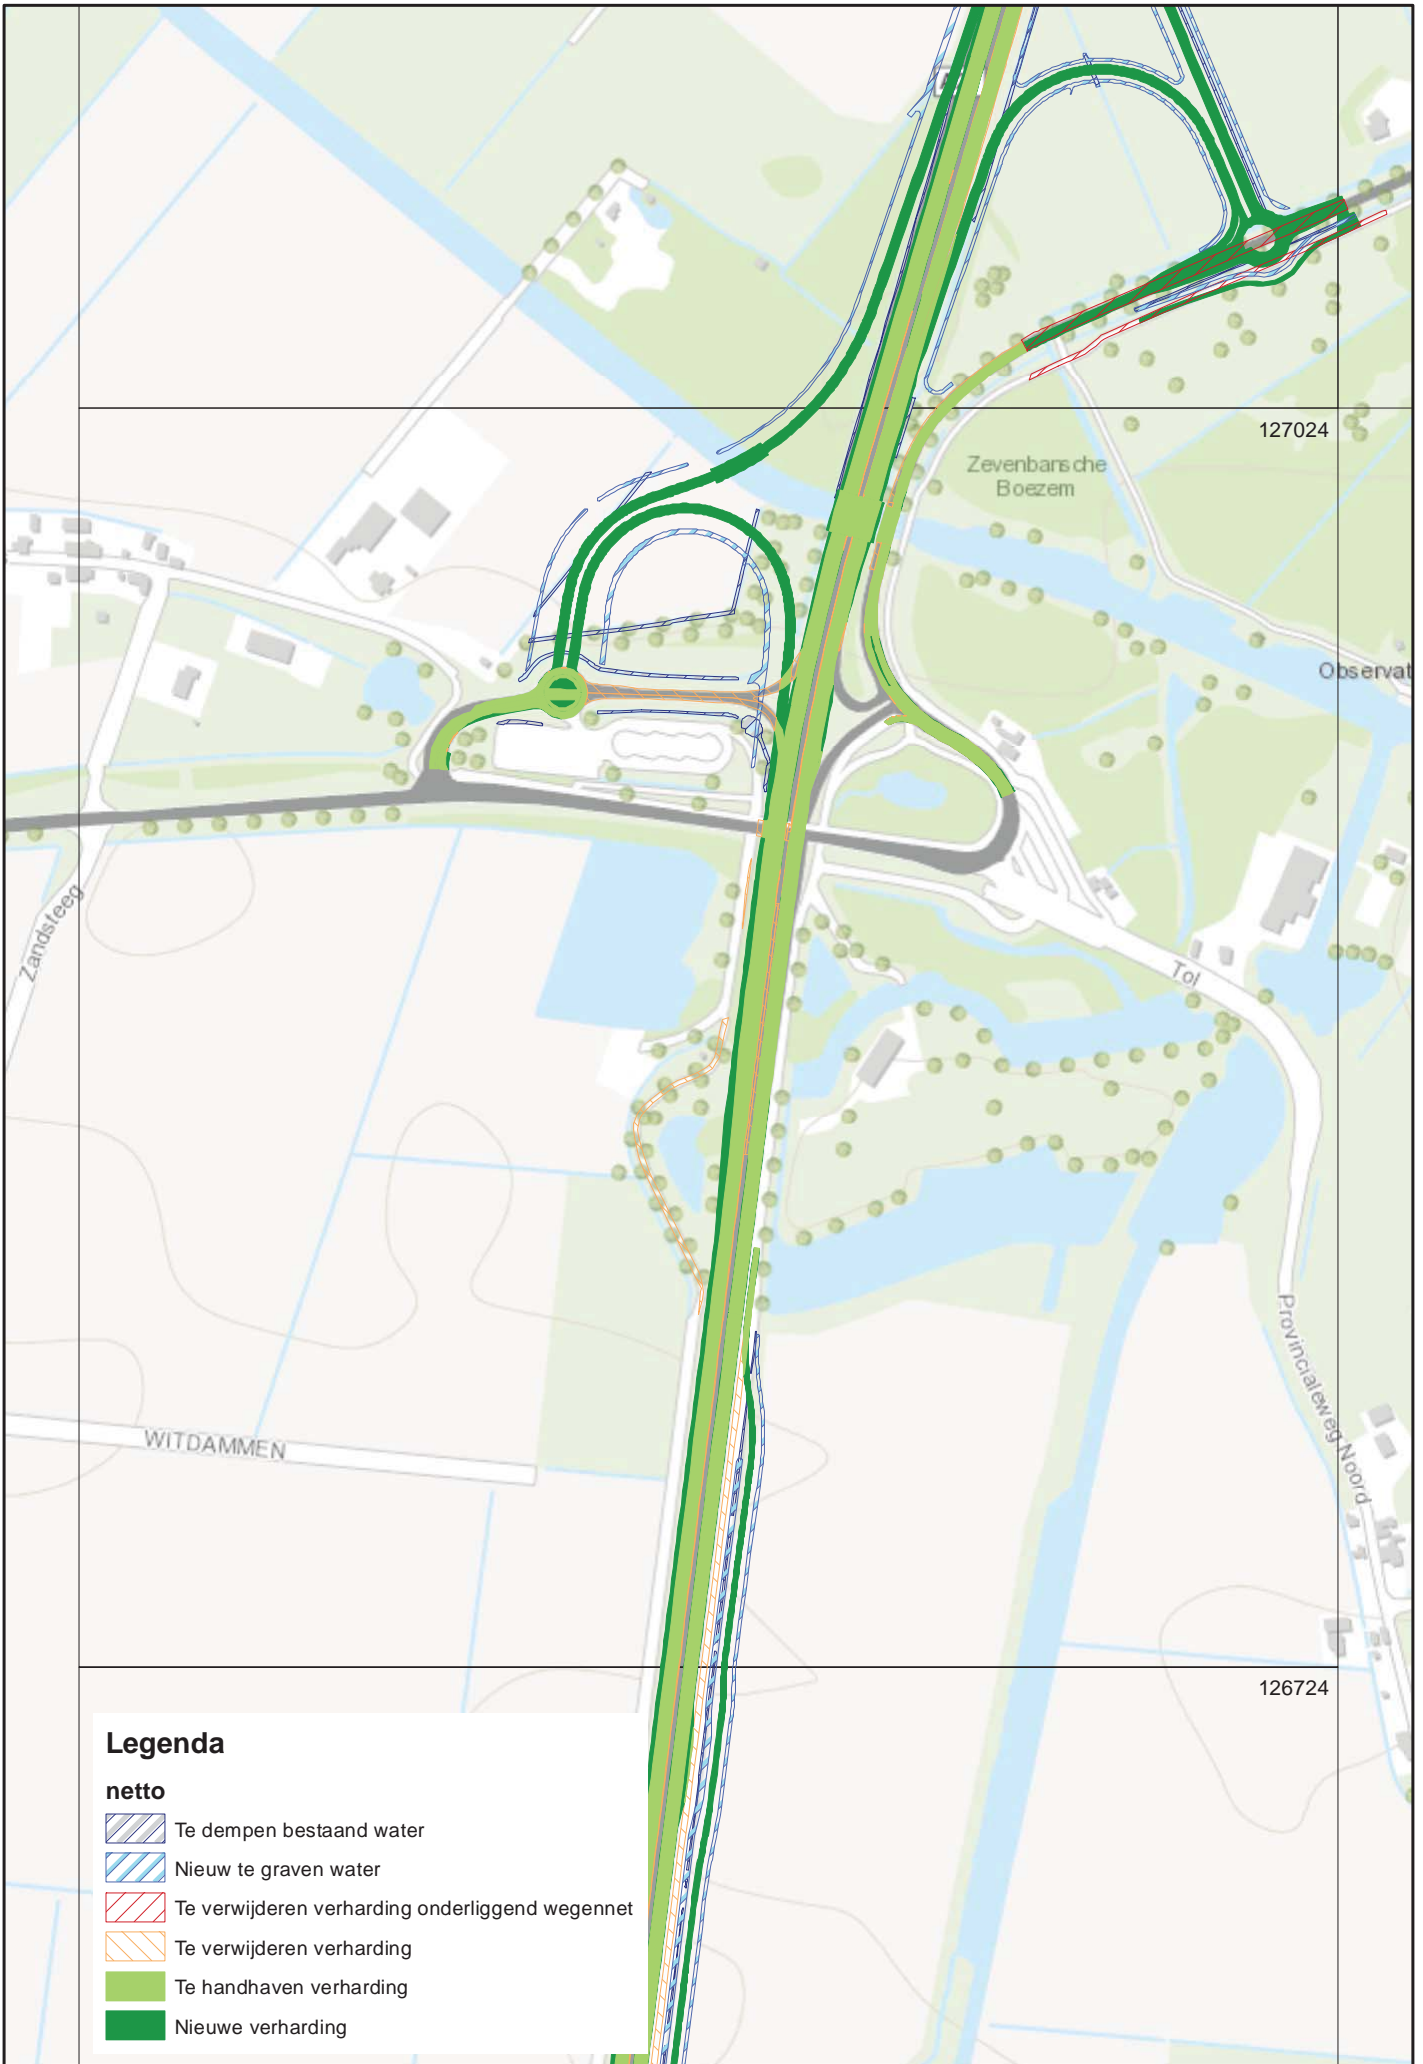 127024
Zevenbansche
Boezem
Observat
Zandsteeg
Tol
Provincialeweg Noord
WITDAMMEN
126724
Legenda
netto
Te dempen bestaand water
Nieuw te graven water
Te verwijderen verharding onderliggend wegennet
Te verwijderen verharding
Te handhaven verharding
Nieuwe verharding